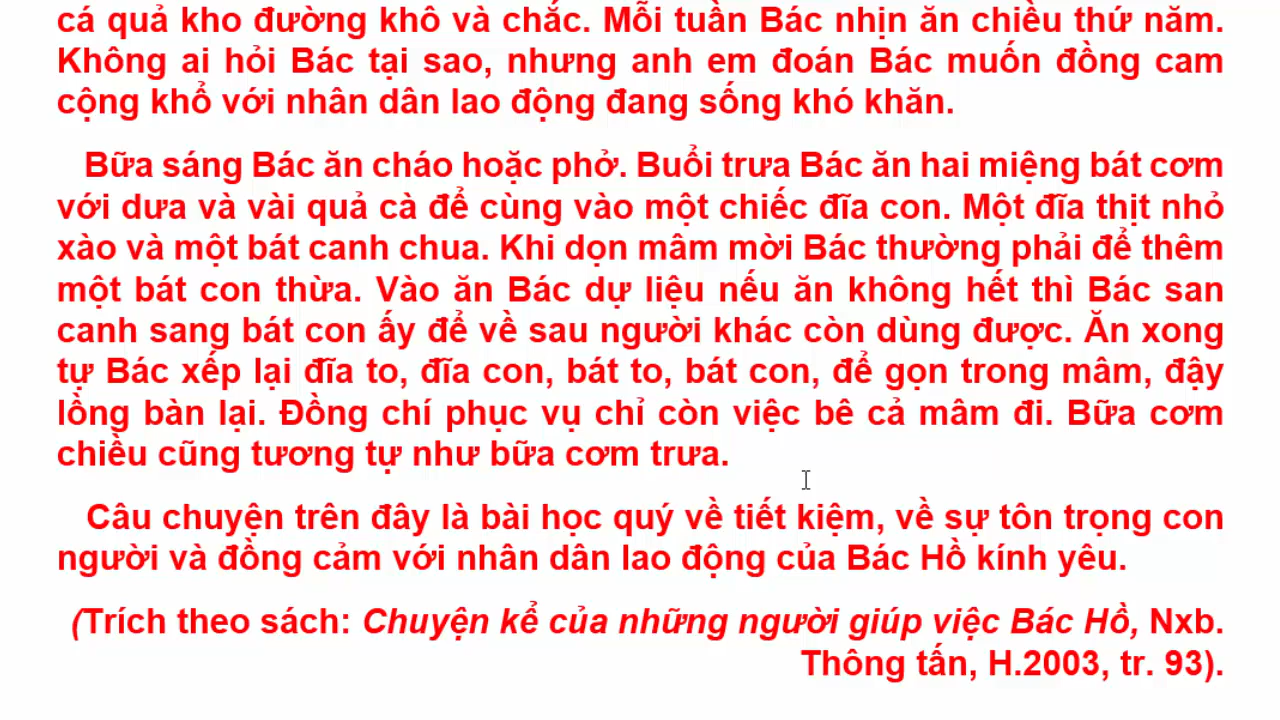 cá quả kho đường khô và chắc. Mỗi tuần Bác nhịn ăn chiều thứ năm.
Không ai hỏi Bác tại sao, nhưng anh em đoán Bác muốn đồng cam
cộng khổ với nhân dân lao động đang sống khó khăn.
Bữa sáng Bác ăn cháo hoặc phở. Buổi trưa Bác ăn hai miệng bát cơm
với dưa và vài quả cà để cùng vào một chiếc đĩa con. Một đĩa thịt nhỏ
xào và một bát canh chua. Khi dọn mâm mời Bác thường phải để thêm
một bát con thừa. Vào ăn Bác dự liệu nếu ăn không hết thì Bác san
canh sang bát con ấy để về sau người khác còn dùng được. Ăn xong
tự Bác xếp lại đĩa to, đĩa con, bát to, bát con, để gọn trong mâm, đậy
lồng bàn lại. Đồng chí phục vụ chỉ còn việc bê cả mâm đi. Bữa cơm
chiều cũng tương tự như bữa cơm trưa.
Câu chuyện trên đây là bài học quý về tiết kiệm, về sự tôn trọng con
người và đồng cảm với nhân dân lao động của Bác Hồ kính yêu.
(Trích theo sách: Chuyện kể của những người giúp việc Bác Hồ, Nxb.
Thông tấn, H.2003, tr. 93).